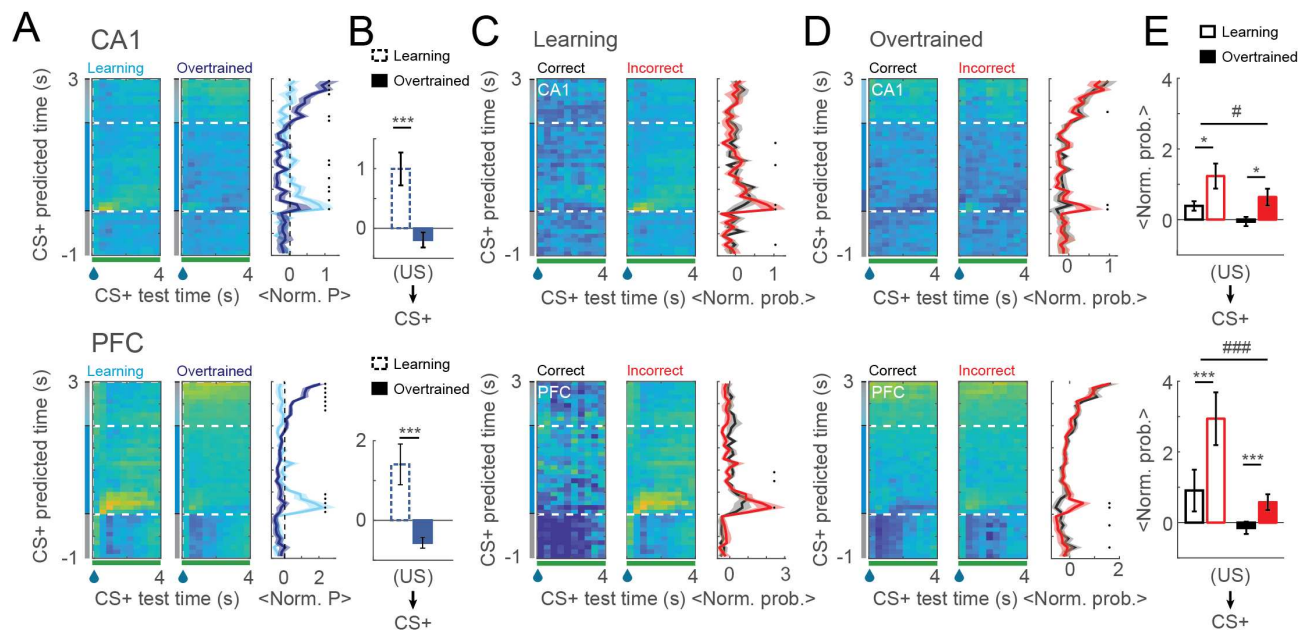 A
CA1
Learning
Overtrained
3
CS+ predicted time (s)
-1
4
4
CS+ test time (s)
0
1
<Norm. P>
B
Learning
Overtrained
***
1
0
(US)
CS+
C
Learning
Correct
Incorrect
CA1
3
CS+ predicted time (s)
-1
4
4
CS+ test time (s)
0
1
<Norm. prob.>
D
Overtrained
Correct
Incorrect
CA1
3
CS+ predicted time (s)
-1
4
4
CS+ test time (s)
0
1
<Norm. prob.>
E
Learning
Overtrained
#
*
*
4
2
0
<Norm. prob.>
(US)
CS+
PFC
Learning
Overtrained
3
CS+ predicted time (s)
-1
4
4
CS+ test time (s)
0
2
<Norm. P>
Learning
Overtrained
***
2
0
(US)
CS+
Correct
Incorrect
PFC
3
CS+ predicted time (s)
-1
4
4
CS+ test time (s)
0
3
<Norm. prob.>
Correct
Incorrect
PFC
3
CS+ predicted time (s)
-1
4
4
CS+ test time (s)
0
2
<Norm. prob.>
###
***
***
4
2
0
<Norm. prob.>
(US)
CS+